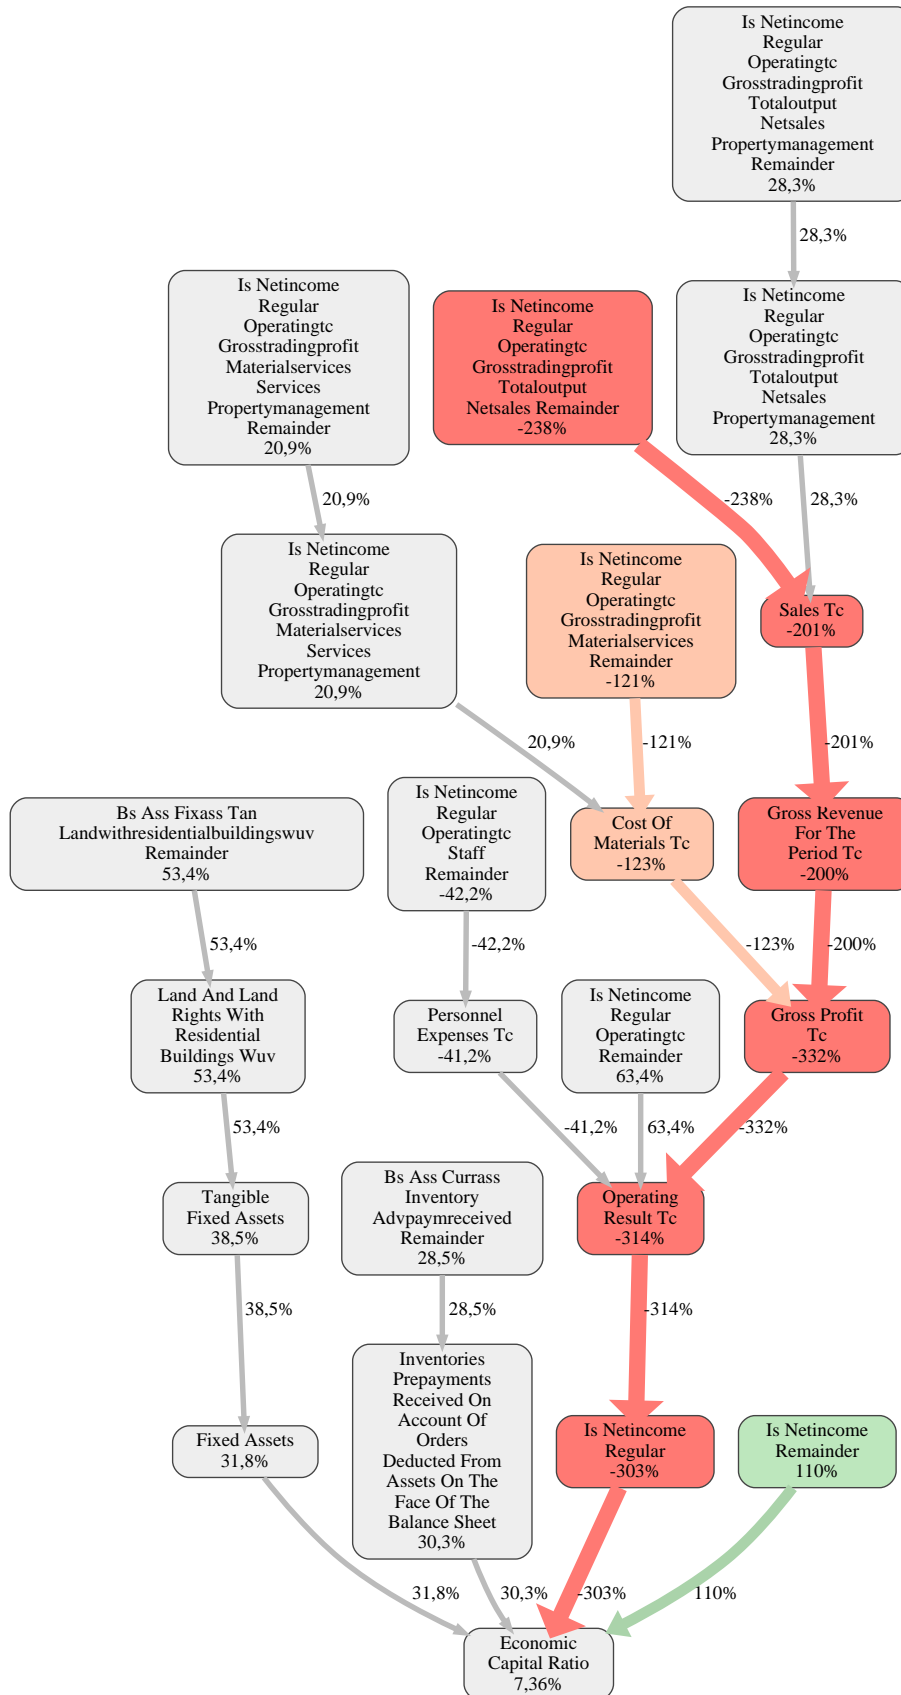 Is Netincome
Regular
Operatingtc
Grosstradingprofit
Totaloutput
Netsales
Propertymanagement
Remainder
28,3%
28,3%
Is Netincome
Regular
Operatingtc
Grosstradingprofit
Materialservices
Services
Propertymanagement
Remainder
20,9%
Is Netincome
Regular
Operatingtc
Grosstradingprofit
Totaloutput
Netsales Remainder
-238%
Is Netincome
Regular
Operatingtc
Grosstradingprofit
Totaloutput
Netsales
Propertymanagement
28,3%
20,9%
-238%
28,3%
Is Netincome
Regular
Operatingtc
Grosstradingprofit
Materialservices
Services
Propertymanagement
20,9%
Is Netincome
Regular
Operatingtc
Grosstradingprofit
Materialservices
Remainder
-121%
Sales Tc
-201%
20,9%
-121%
-201%
Bs Ass Fixass Tan
Landwithresidentialbuildingswuv
Remainder
53,4%
Is Netincome
Regular
Operatingtc
Staff
Remainder
-42,2%
Cost Of
Materials Tc
-123%
Gross Revenue
For The
Period Tc
-200%
53,4%
-42,2%
-123%
-200%
Land And Land
Rights With
Residential
Buildings Wuv
53,4%
Personnel
Expenses Tc
-41,2%
Is Netincome
Regular
Operatingtc
Remainder
63,4%
Gross Profit
Tc
-332%
53,4%
-41,2%
63,4%
-332%
Tangible
Fixed Assets
38,5%
Bs Ass Currass
Inventory
Advpaymreceived
Remainder
28,5%
Operating
Result Tc
-314%
38,5%
28,5%
-314%
Fixed Assets
31,8%
Inventories
Prepayments
Received On
Account Of
Orders
Deducted From
Assets On The
Face Of The
Balance Sheet
30,3%
Is Netincome
Regular
-303%
Is Netincome
Remainder
110%
31,8%
30,3%
-303%
110%
Economic
Capital Ratio
7,36%